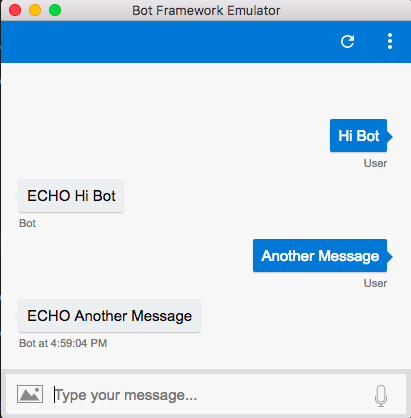 Bot Framework Emulator
Hi Bot
User
ECHO Hi Bot
Bot
Another Message
User
ECHO Another Message
Bot at 4:59:04 PM
Type your message...